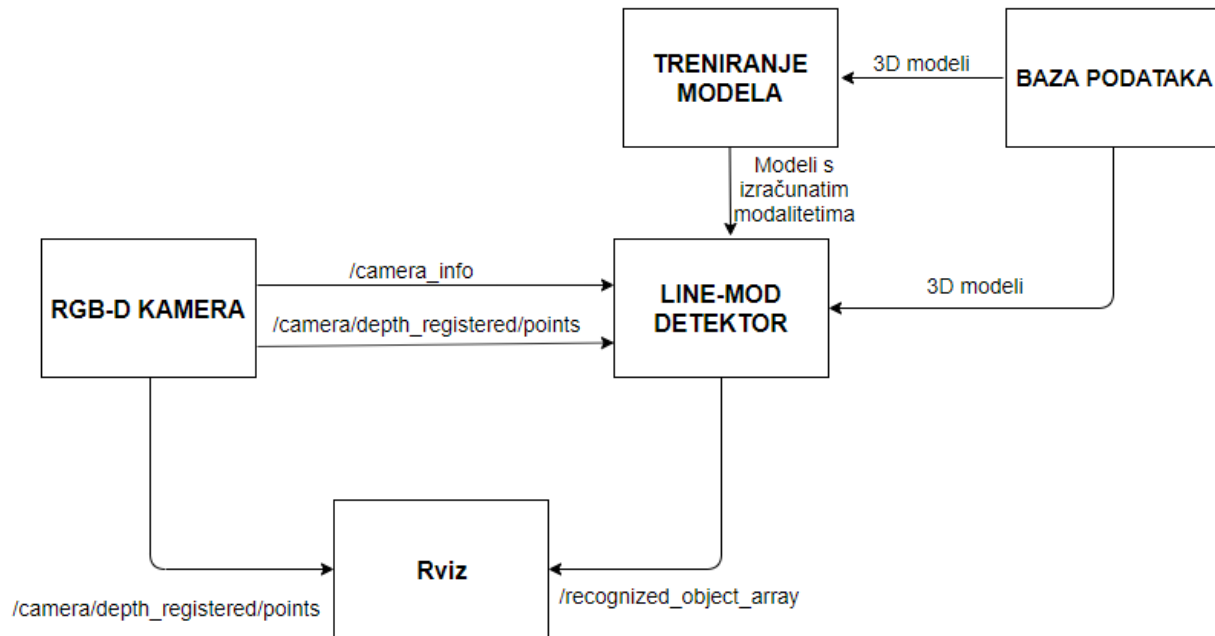 TRENIRANJE
MODELA
3D modeli
BAZA PODATAKA
Modeli s
izračunatim
modalitetima
RGB-D KAMERA
/camera_info
/camera/depth_registered/points
LINE-MOD
DETEKTOR
3D modeli
Rviz
/camera/depth_registered/points
/recognized_object_array